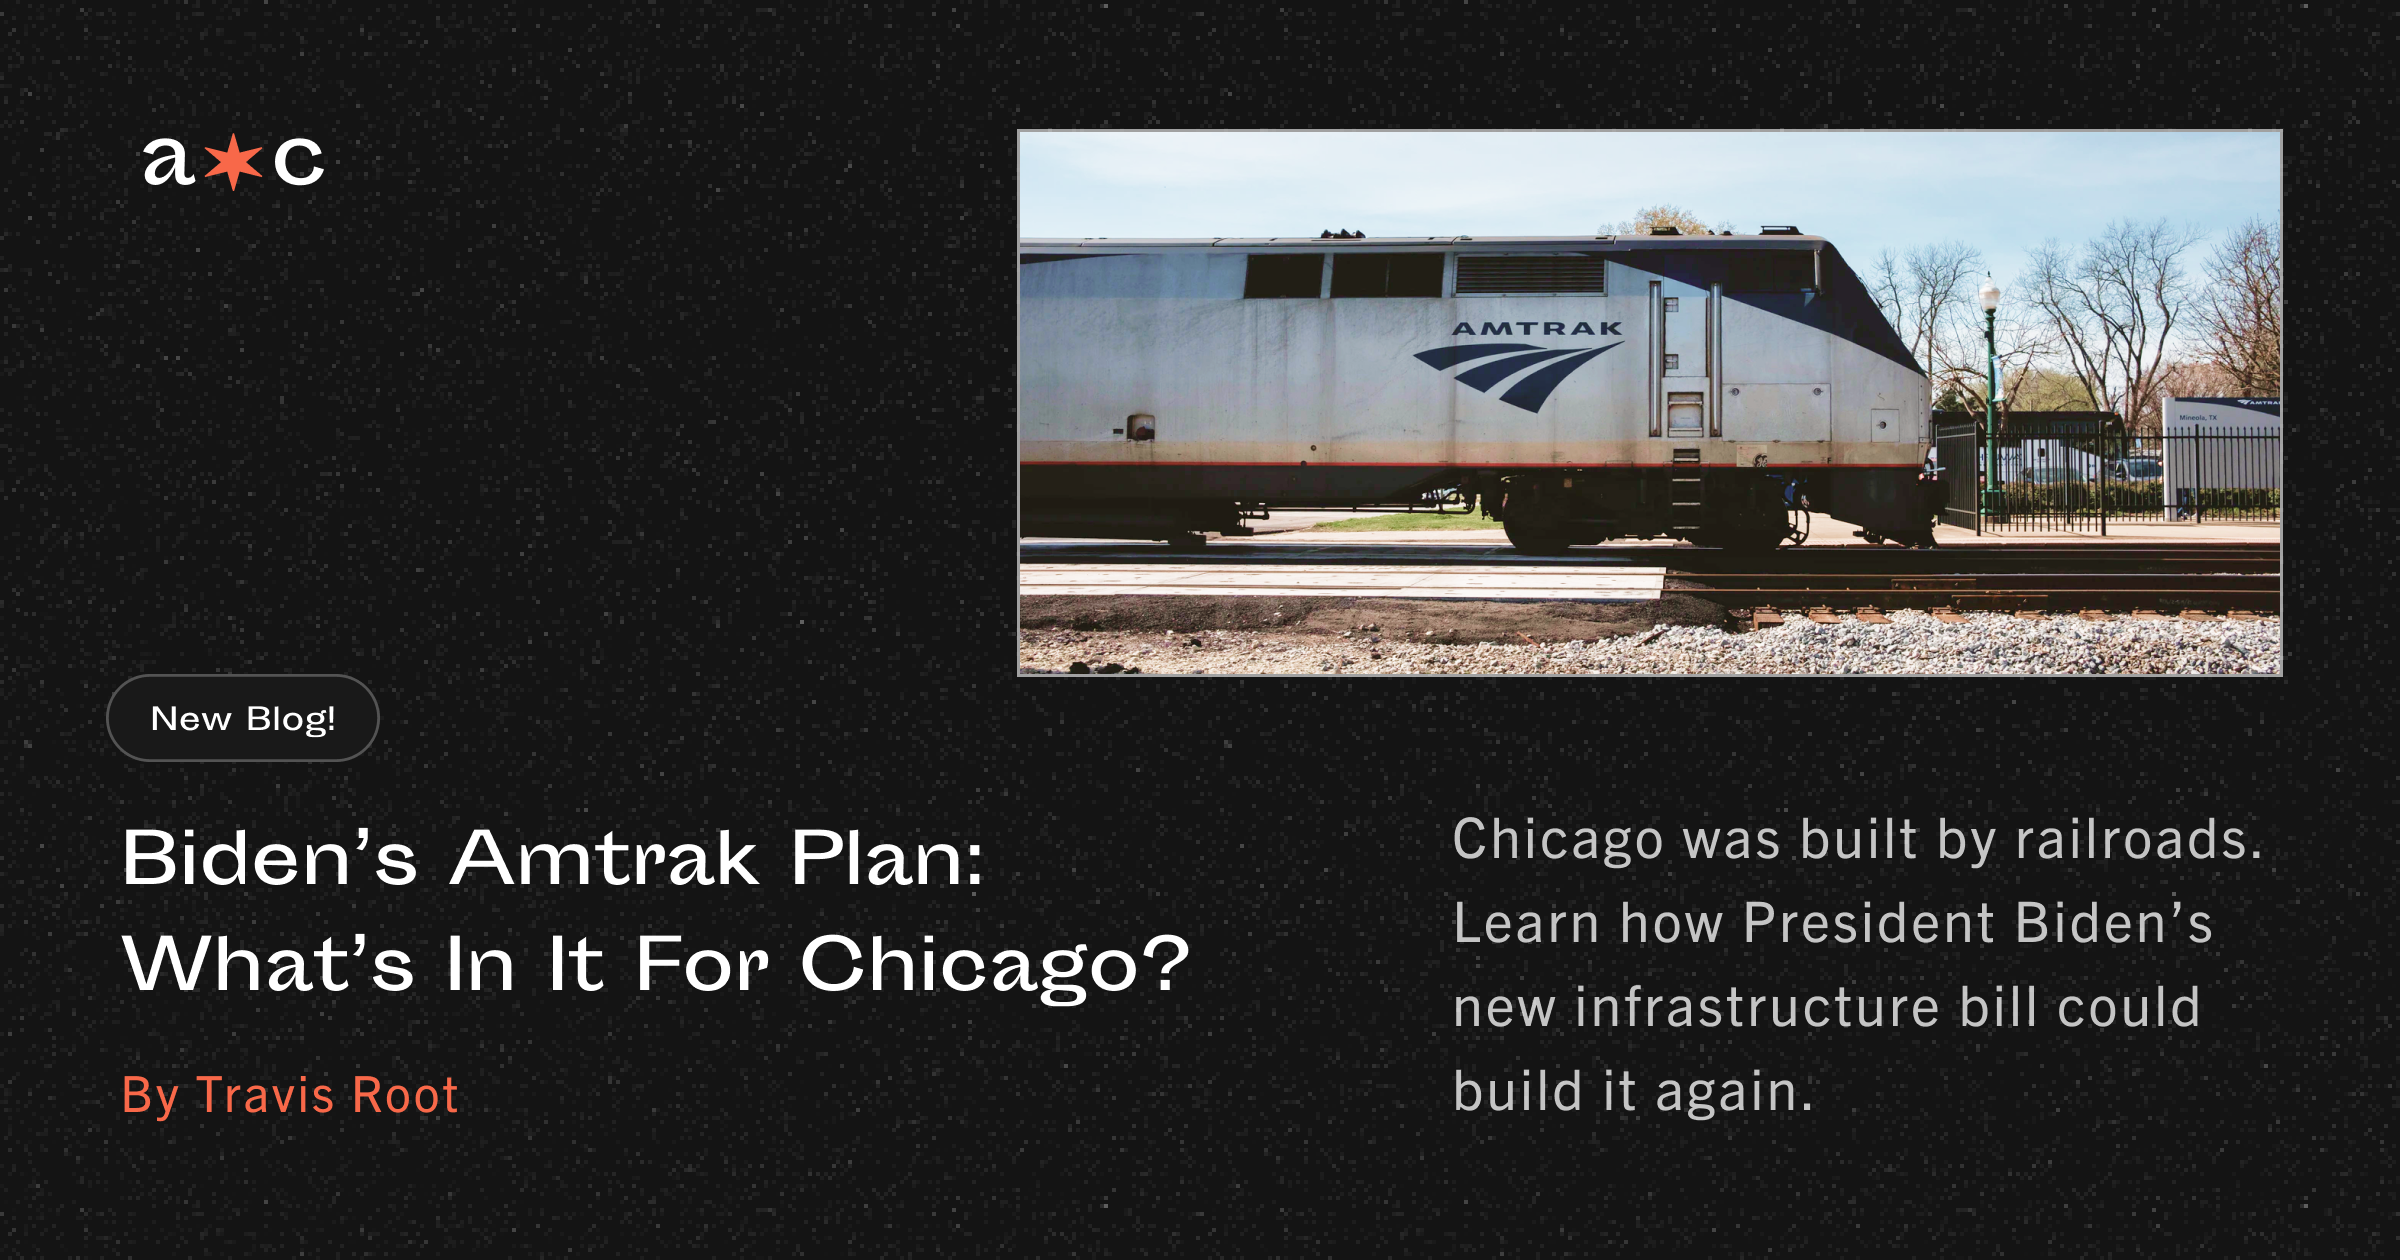 a✶c
AMTRAK
AMTRAK
Mineola, TX
New Blog!
Biden’s Amtrak Plan:
What’s In It For Chicago?
By Travis Root
Chicago was built by railroads.
Learn how President Biden’s
new infrastructure bill could
build it again.